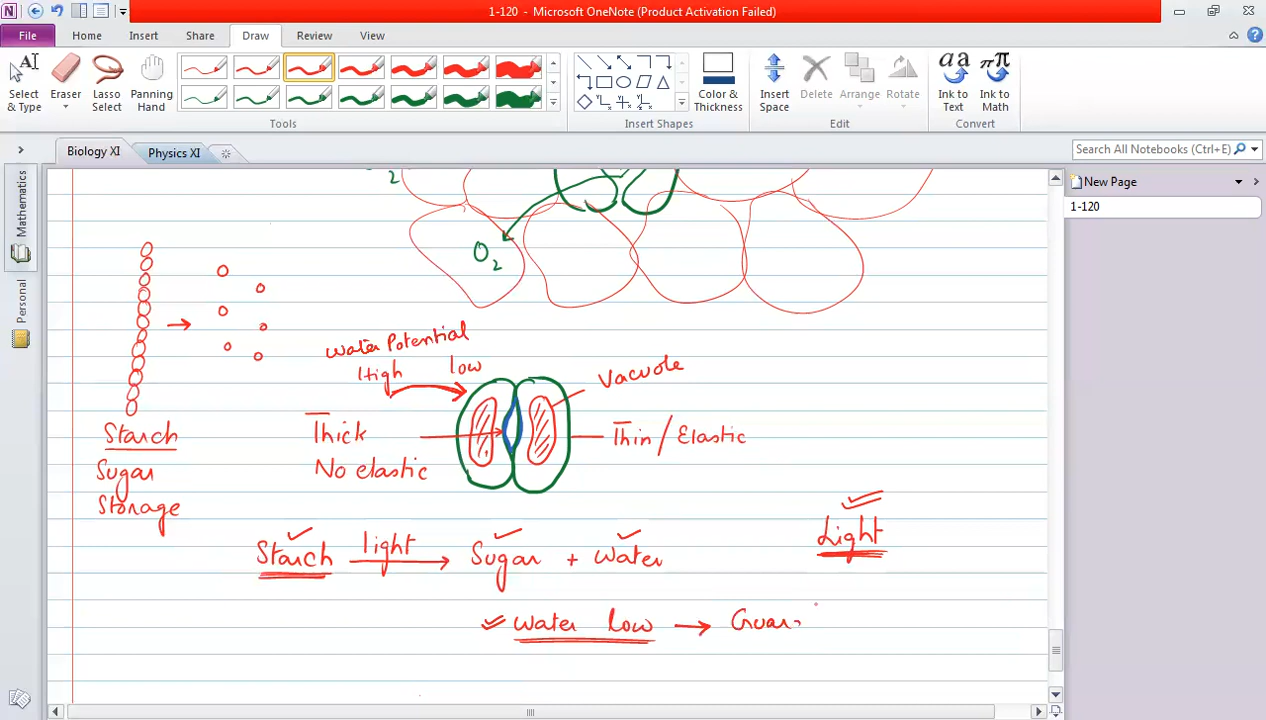 1-120 - Microsoft OneNote (Product Activation Failed)
File Home Insert Share Draw Review View
Select & Type
Eraser
Lasso Select
Panning Hand
Color & Thickness
Insert Space
Delete
Arrange
Rotate
Ink to Text
Ink to Math
Tools
Insert Shapes
Edit
Convert
Biology XI
Physics XI
Search All Notebooks (Ctrl+E)
New Page
1-120
Mathematics
Personal
2
O2
Water Potential
High low
Vacuole
Thick
No elastic
Thin / Elastic
Starch
Sugar
Storage
Light
Starch light → Sugar + Water
Water Low → Guar